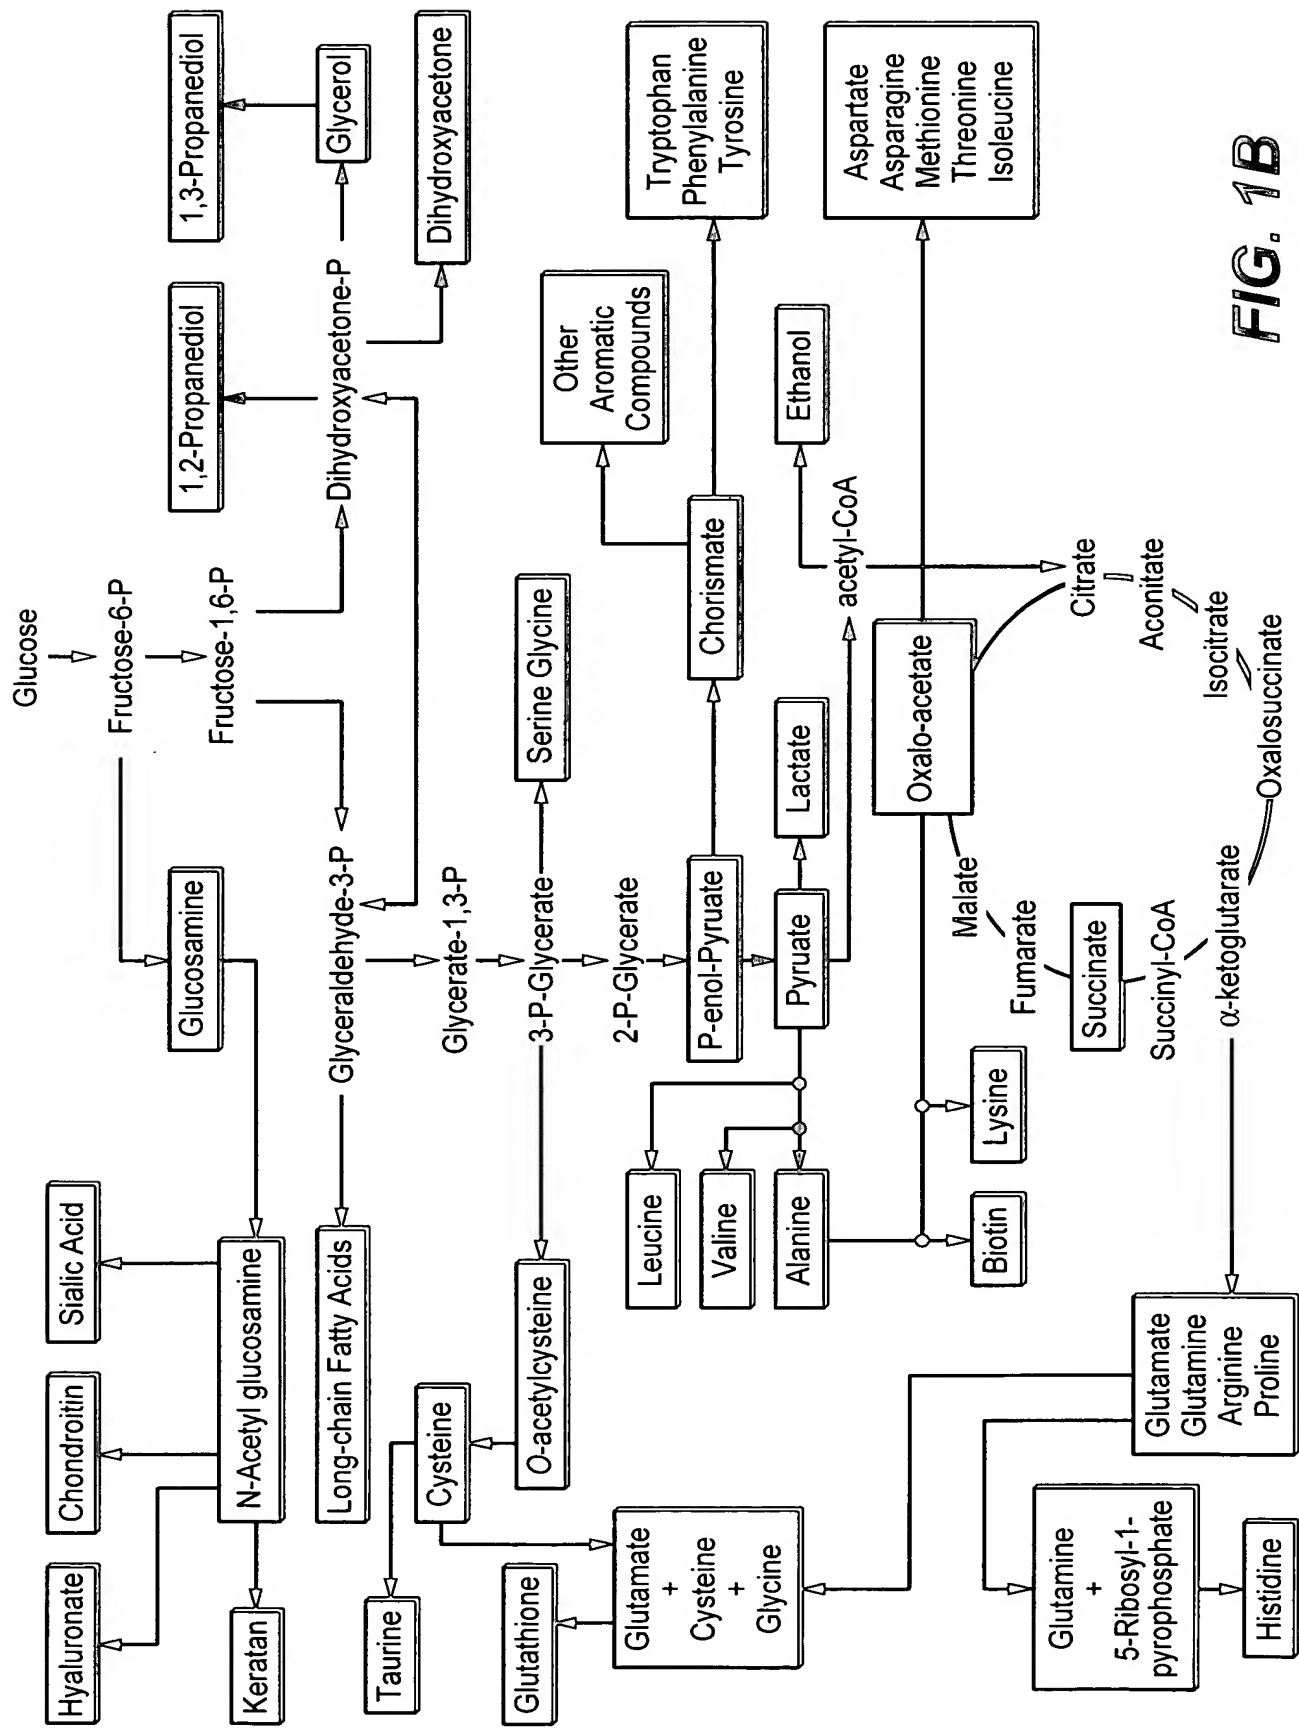 Glucose
Fructose-6-P
Fructose-1,6-P
1,2-Propanediol
1,3-Propanediol
Glycerol
Dihydroxyacetone-P
Dihydroxyacetone
Glucosamine
Sialic Acid
Chondroitin
Hyaluronate
N-Acetyl glucosamine
Keratan
Glyceraldehyde-3-P
Long-chain Fatty Acids
Glycerate-1,3-P
3-P-Glycerate
Serine Glycine
O-acetylcysteine
Cysteine
Taurine
Glutathione
Glutamate
+
Cysteine
+
Glycine
2-P-Glycerate
P-enol-Pyruate
Chorismate
Other
Aromatic
Compounds
Tryptophan
Phenylalanine
Tyrosine
Pyruate
Lactate
Leucine
Valine
Alanine
acetyl-CoA
Ethanol
Oxalo-acetate
Aspartate
Asparagine
Methionine
Threonine
Isoleucine
Lysine
Biotin
Malate
Fumarate
Succinate
Succinyl-CoA
α-ketoglutarate
Oxalosuccinate
Isocitrate
Aconitate
Citrate
Glutamate
Glutamine
Arginine
Proline
Glutamine
+
5-Ribosyl-1-
pyrophosphate
Histidine
FIG. 1B